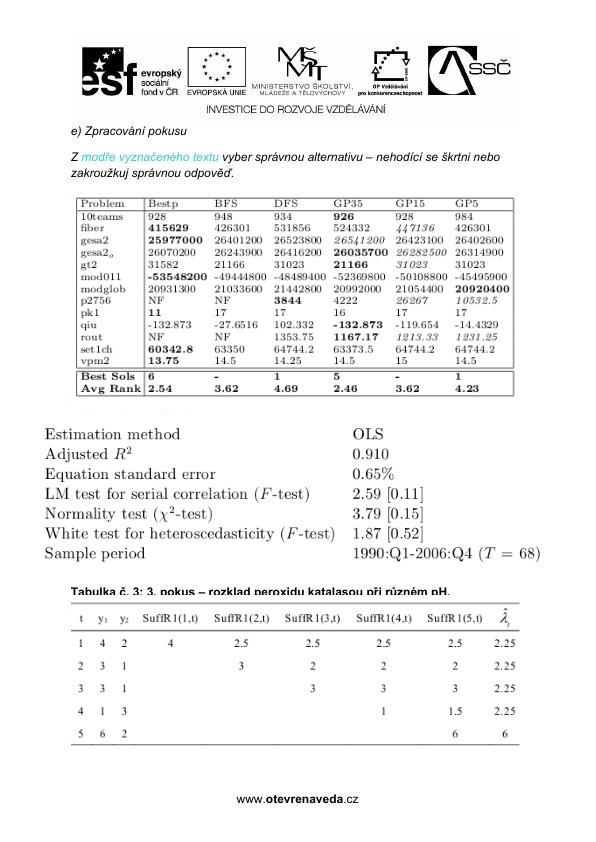 esf evropský sociální fond v ČR EVROPSKÁ UNIE MŠMT MINISTERSTVO ŠKOLSTVÍ, MLÁDEŽE A TĚLOVÝCHOVY OP Vzdělávání pro konkurenceschopnost ASSČ
INVESTICE DO ROZVOJE VZDĚLÁVÁNÍ
e) Zpracování pokusu
Z modře vyznačeného textu vyber správnou alternativu – nehodící se škrtni nebo
zakroužkuj správnou odpověď.
Problem Bestp BFS DFS GP35 GP15 GP5
10teams 928 948 934 926 928 984
fiber 415629 426301 531856 524332 447136 426301
gesa2 25977000 26401200 26523800 26541200 26423100 26402600
gesa2_o 26070200 26243900 26416200 26035700 26282500 26314900
gt2 31582 21166 31023 21166 31023 31023
mod011 -53548200 -49444800 -48489400 -52369800 -50108800 -45495900
modglob 20931300 21033600 21442800 20992000 21054400 20920400
p2756 NF NF 3844 4222 26267 10532.5
pk1 11 17 17 16 17 17
qiu -132.873 -27.6516 102.332 -132.873 -119.654 -14.4329
rout NF NF 1353.75 1167.17 1213.33 1231.25
set1ch 60342.8 63350 64744.2 63373.5 64744.2 64744.2
vpm2 13.75 14.5 14.25 14.5 15 14.5
Best Sols 6 - 1 5 - 1
Avg Rank 2.54 3.62 4.69 2.46 3.62 4.23
Estimation method OLS
Adjusted R² 0.910
Equation standard error 0.65%
LM test for serial correlation (F-test) 2.59 [0.11]
Normality test (χ²-test) 3.79 [0.15]
White test for heteroscedasticity (F-test) 1.87 [0.52]
Sample period 1990:Q1-2006:Q4 (T = 68)
Tabulka č. 3: 3. pokus – rozklad peroxidu katalasou při různém pH.
t y₁ y₂ SuffR1(1,t) SuffR1(2,t) SuffR1(3,t) SuffR1(4,t) SuffR1(5,t) λ̂ₜ
1 4 2 4 2.5 2.5 2.5 2.5 2.25
2 3 1 3 2 2 2 2.25
3 3 1 3 3 3 2.25
4 1 3 1 1.5 2.25
5 6 2 6 6
www.otevrenaveda.cz